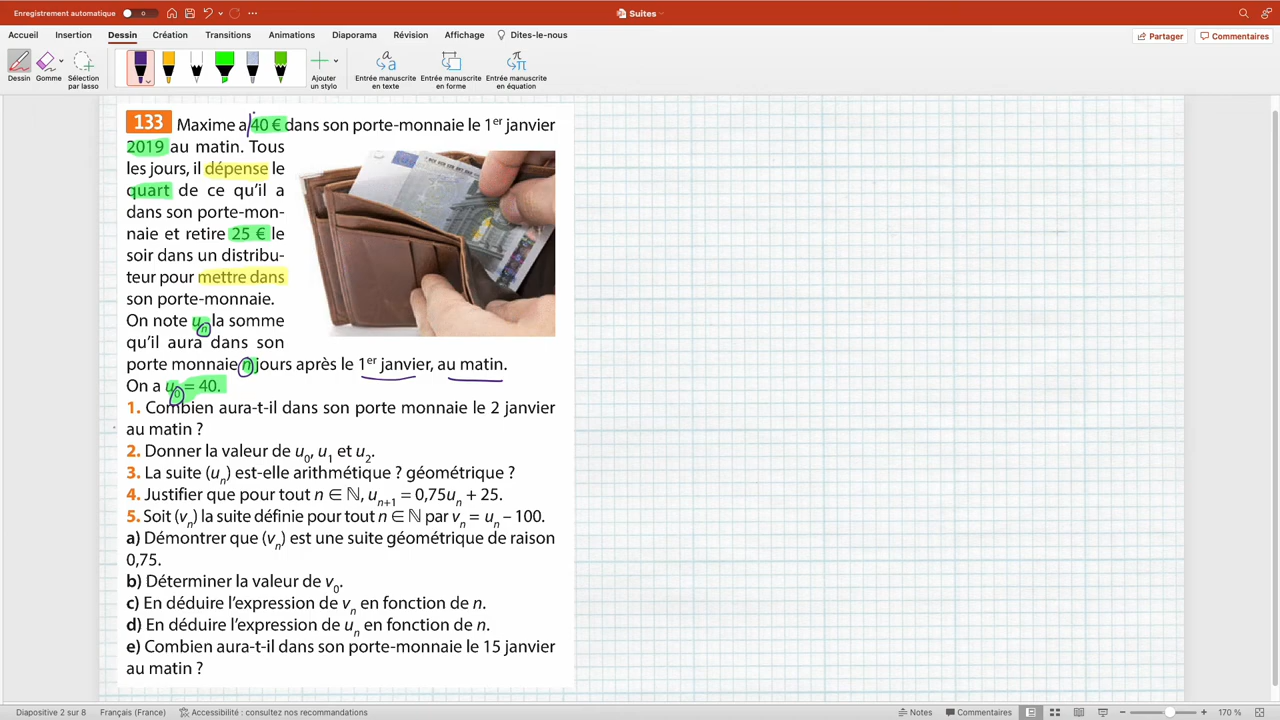 Enregistrement automatique
Suites
Accueil Insertion Dessin Création Transitions Animations Diaporama Révision Affichage Dites-le-nous
Partager Commentaires
Dessin Gomme Sélection par lasso Ajouter un stylo Entrée manuscrite en texte Entrée manuscrite en forme Entrée manuscrite en équation
133 Maxime a 40 € dans son porte-monnaie le 1er janvier
2019 au matin. Tous
les jours, il dépense le
quart de ce qu'il a
dans son porte-mon-
naie et retire 25 € le
soir dans un distribu-
teur pour mettre dans
son porte-monnaie.
On note un la somme
qu'il aura dans son
porte monnaie n jours après le 1er janvier, au matin.
On a u0 = 40.
1. Combien aura-t-il dans son porte monnaie le 2 janvier
au matin ?
2. Donner la valeur de u0, u1 et u2.
3. La suite (un) est-elle arithmétique ? géométrique ?
4. Justifier que pour tout n ∈ ℕ, un+1 = 0,75un + 25.
5. Soit (vn) la suite définie pour tout n ∈ ℕ par vn = un – 100.
a) Démontrer que (vn) est une suite géométrique de raison
0,75.
b) Déterminer la valeur de v0.
c) En déduire l'expression de vn en fonction de n.
d) En déduire l'expression de un en fonction de n.
e) Combien aura-t-il dans son porte-monnaie le 15 janvier
au matin ?
Diapositive 2 sur 8 Français (France) Accessibilité : consultez nos recommandations Notes Commentaires 170 %